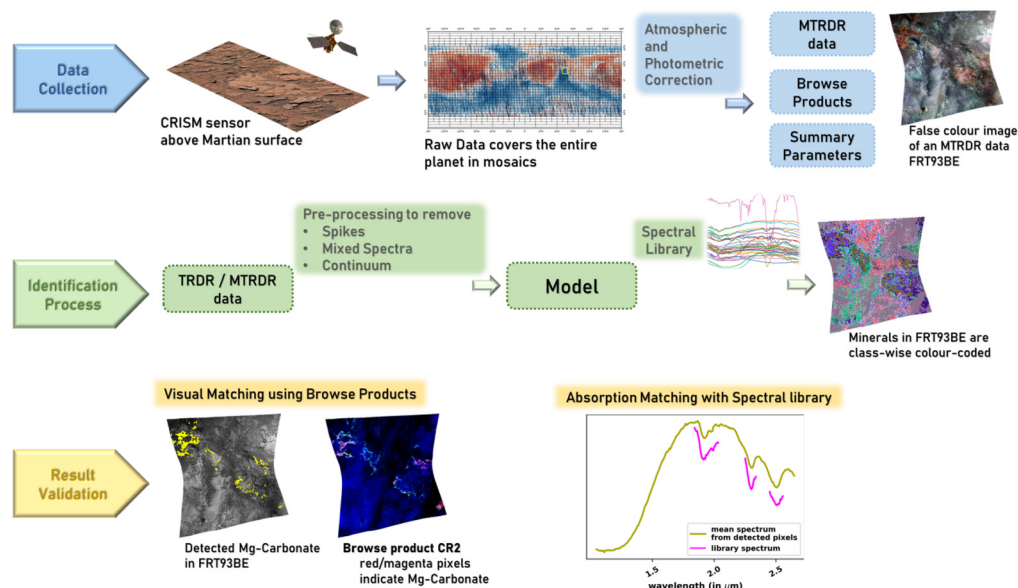 Data
Collection
CRISM sensor
above Martian surface
Raw Data covers the entire
planet in mosaics
Atmospheric
and
Photometric
Correction
MTRDR
data
Browse
Products
Summary
Parameters
False colour image
of an MTRDR data
FRT93BE
Identification
Process
TRDR / MTRDR
data
Pre-processing to remove
• Spikes
• Mixed Spectra
• Continuum
Model
Spectral
Library
Minerals in FRT93BE are
class-wise colour-coded
Result
Validation
Visual Matching using Browse Products
Detected Mg-Carbonate
in FRT93BE
Browse product CR2
red/magenta pixels
indicate Mg-Carbonate
Absorption Matching with Spectral library
mean spectrum
from detected pixels
library spectrum
1.5 2.0 2.5
wavelength (in μm)